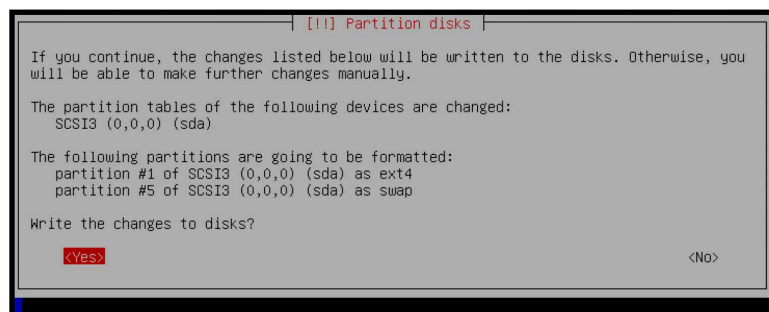 [!!] Partition disks
If you continue, the changes listed below will be written to the disks. Otherwise, you
will be able to make further changes manually.
The partition tables of the following devices are changed:
SCSI3 (0,0,0) (sda)
The following partitions are going to be formatted:
partition #1 of SCSI3 (0,0,0) (sda) as ext4
partition #5 of SCSI3 (0,0,0) (sda) as swap
Write the changes to disks?
<Yes> <No>